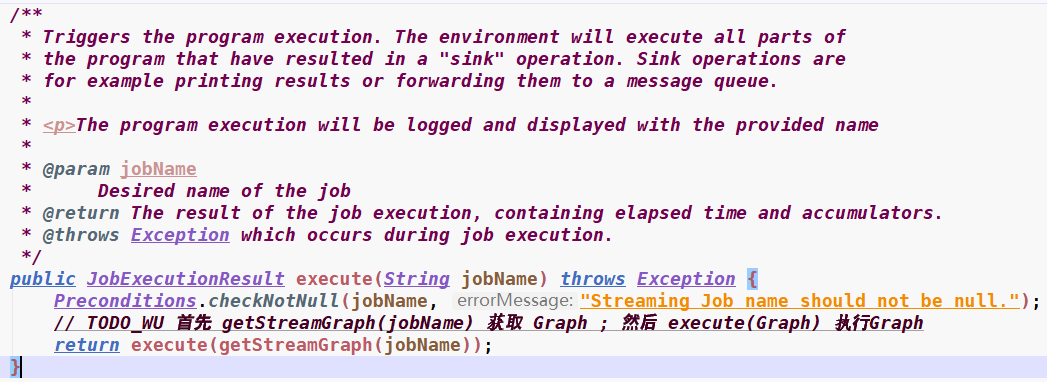 /**
 * Triggers the program execution. The environment will execute all parts of
 * the program that have resulted in a "sink" operation. Sink operations are
 * for example printing results or forwarding them to a message queue.
 *
 * <p>The program execution will be logged and displayed with the provided name
 *
 * @param jobName
 *      Desired name of the job
 * @return The result of the job execution, containing elapsed time and accumulators.
 * @throws Exception which occurs during job execution.
 */
public JobExecutionResult execute(String jobName) throws Exception {
    Preconditions.checkNotNull(jobName, errorMessage: "Streaming Job name should not be null.");
    // TODO_WU 首先 getStreamGraph(jobName) 获取 Graph ; 然后 execute(Graph) 执行Graph
    return execute(getStreamGraph(jobName));
}